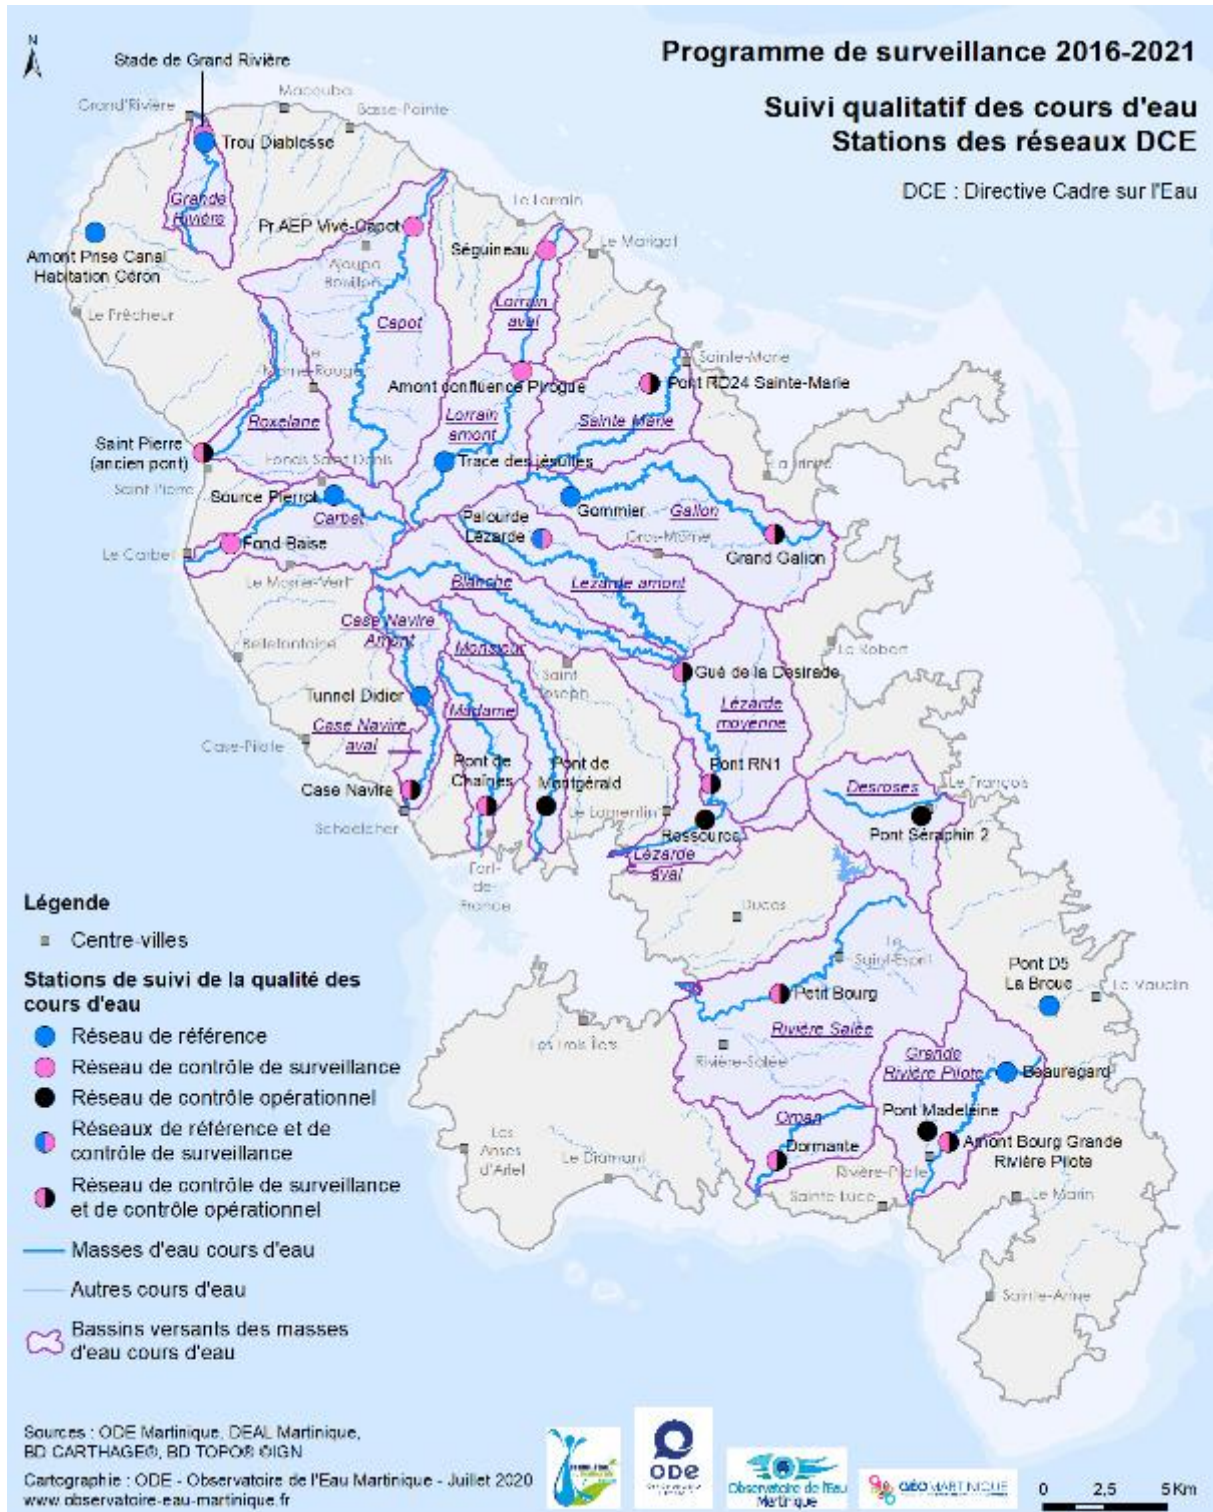 N
Programme de surveillance 2016-2021
Suivi qualitatif des cours d'eau
Stations des réseaux DCE
DCE : Directive Cadre sur l'Eau
Stade de Grand Rivière
Grand'Rivière
Macouba
Basse-Pointe
Trou Diablesse
Grande
Rivière
Pr.AEP Vivé-Capot
Le Lorrain
Amont Prise Canal
Habitation Céron
Ajoupa
Bouillon
Séguineau
Le Marigot
Le Prêcheur
Capot
Lorrain
aval
Le
Morne-Rouge
Amont confluence Pirogue
Sainte-Marie
Pont RD24 Sainte-Marie
Roxelane
Lorrain
amont
Sainte Marie
Saint Pierre
(ancien pont)
Fonds Saint Denis
Trace des jésuites
La Trinité
Saint Pierre
Source Pierrot
Carbet
Palourde
Lézarde
Gommier
Galion
Le Carbet
Fond Baise
Gros-Morne
Grand Galion
Le Morne-Vert
Blanche
Lézarde amont
Case Navire
Amont
Bellefontaine
Monsieur
Saint
Joseph
Gué de la Désirade
Le Robert
Tunnel Didier
Madame
Lézarde
moyenne
Case-Pilote
Case Navire
aval
Case Navire
Pont de
Chaînes
Pont de
Montgérald
Pont RN1
Desroses
Le François
Schoelcher
Le Lamentin
Ressource
Pont Séraphin 2
Fort-
de-
France
Lézarde
aval
Ducos
Le
Saint-Esprit
Pont D5
La Broue
Le Vauclin
Petit Bourg
Les Trois Îlets
Rivière-Salée
Rivière Salée
Grande
Rivière Pilote
Beauregard
Oman
Pont Madeleine
Les
Anses
d'Arlet
Le Diamant
Dormante
Amont Bourg Grande
Rivière Pilote
Rivière-Pilote
Sainte Luce
Le Marin
Sainte-Anne
Légende
Centre-villes
Stations de suivi de la qualité des
cours d'eau
Réseau de référence
Réseau de contrôle de surveillance
Réseau de contrôle opérationnel
Réseaux de référence et de
contrôle de surveillance
Réseau de contrôle de surveillance
et de contrôle opérationnel
Masses d'eau cours d'eau
Autres cours d'eau
Bassins versants des masses
d'eau cours d'eau
Sources : ODE Martinique, DEAL Martinique,
BD CARTHAGE®, BD TOPO® ©IGN
Cartographie : ODE - Observatoire de l'Eau Martinique - Juillet 2020
www.observatoire-eau-martinique.fr
ODE
Observatoire de l'Eau
Martinique
GÉOMARTINIQUE
0 2,5 5 Km